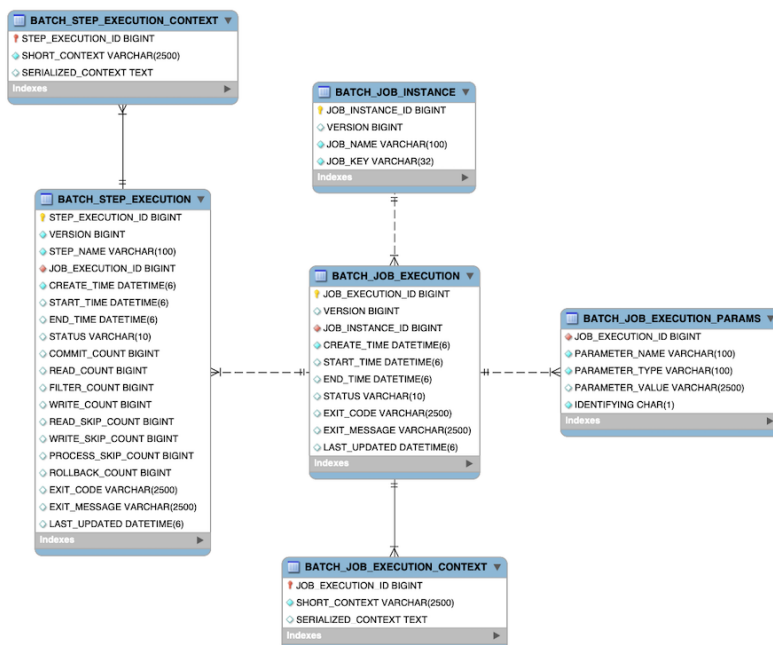 BATCH_STEP_EXECUTION_CONTEXT
STEP_EXECUTION_ID BIGINT
SHORT_CONTEXT VARCHAR(2500)
SERIALIZED_CONTEXT TEXT
Indexes
BATCH_JOB_INSTANCE
JOB_INSTANCE_ID BIGINT
VERSION BIGINT
JOB_NAME VARCHAR(100)
JOB_KEY VARCHAR(32)
Indexes
BATCH_STEP_EXECUTION
STEP_EXECUTION_ID BIGINT
VERSION BIGINT
STEP_NAME VARCHAR(100)
JOB_EXECUTION_ID BIGINT
CREATE_TIME DATETIME(6)
START_TIME DATETIME(6)
END_TIME DATETIME(6)
STATUS VARCHAR(10)
COMMIT_COUNT BIGINT
READ_COUNT BIGINT
FILTER_COUNT BIGINT
WRITE_COUNT BIGINT
READ_SKIP_COUNT BIGINT
WRITE_SKIP_COUNT BIGINT
PROCESS_SKIP_COUNT BIGINT
ROLLBACK_COUNT BIGINT
EXIT_CODE VARCHAR(2500)
EXIT_MESSAGE VARCHAR(2500)
LAST_UPDATED DATETIME(6)
Indexes
BATCH_JOB_EXECUTION
JOB_EXECUTION_ID BIGINT
VERSION BIGINT
JOB_INSTANCE_ID BIGINT
CREATE_TIME DATETIME(6)
START_TIME DATETIME(6)
END_TIME DATETIME(6)
STATUS VARCHAR(10)
EXIT_CODE VARCHAR(2500)
EXIT_MESSAGE VARCHAR(2500)
LAST_UPDATED DATETIME(6)
Indexes
BATCH_JOB_EXECUTION_PARAMS
JOB_EXECUTION_ID BIGINT
PARAMETER_NAME VARCHAR(100)
PARAMETER_TYPE VARCHAR(100)
PARAMETER_VALUE VARCHAR(2500)
IDENTIFYING CHAR(1)
Indexes
BATCH_JOB_EXECUTION_CONTEXT
JOB_EXECUTION_ID BIGINT
SHORT_CONTEXT VARCHAR(2500)
SERIALIZED_CONTEXT TEXT
Indexes